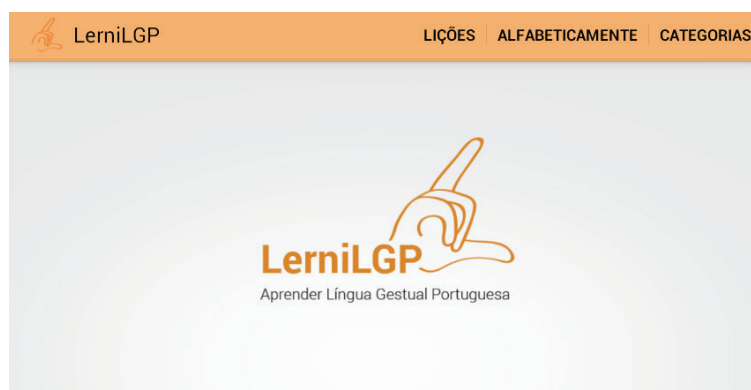 LerniLGP LIÇÕES ALFABETICAMENTE CATEGORIAS
LerniLGP
Aprender Língua Gestual Portuguesa